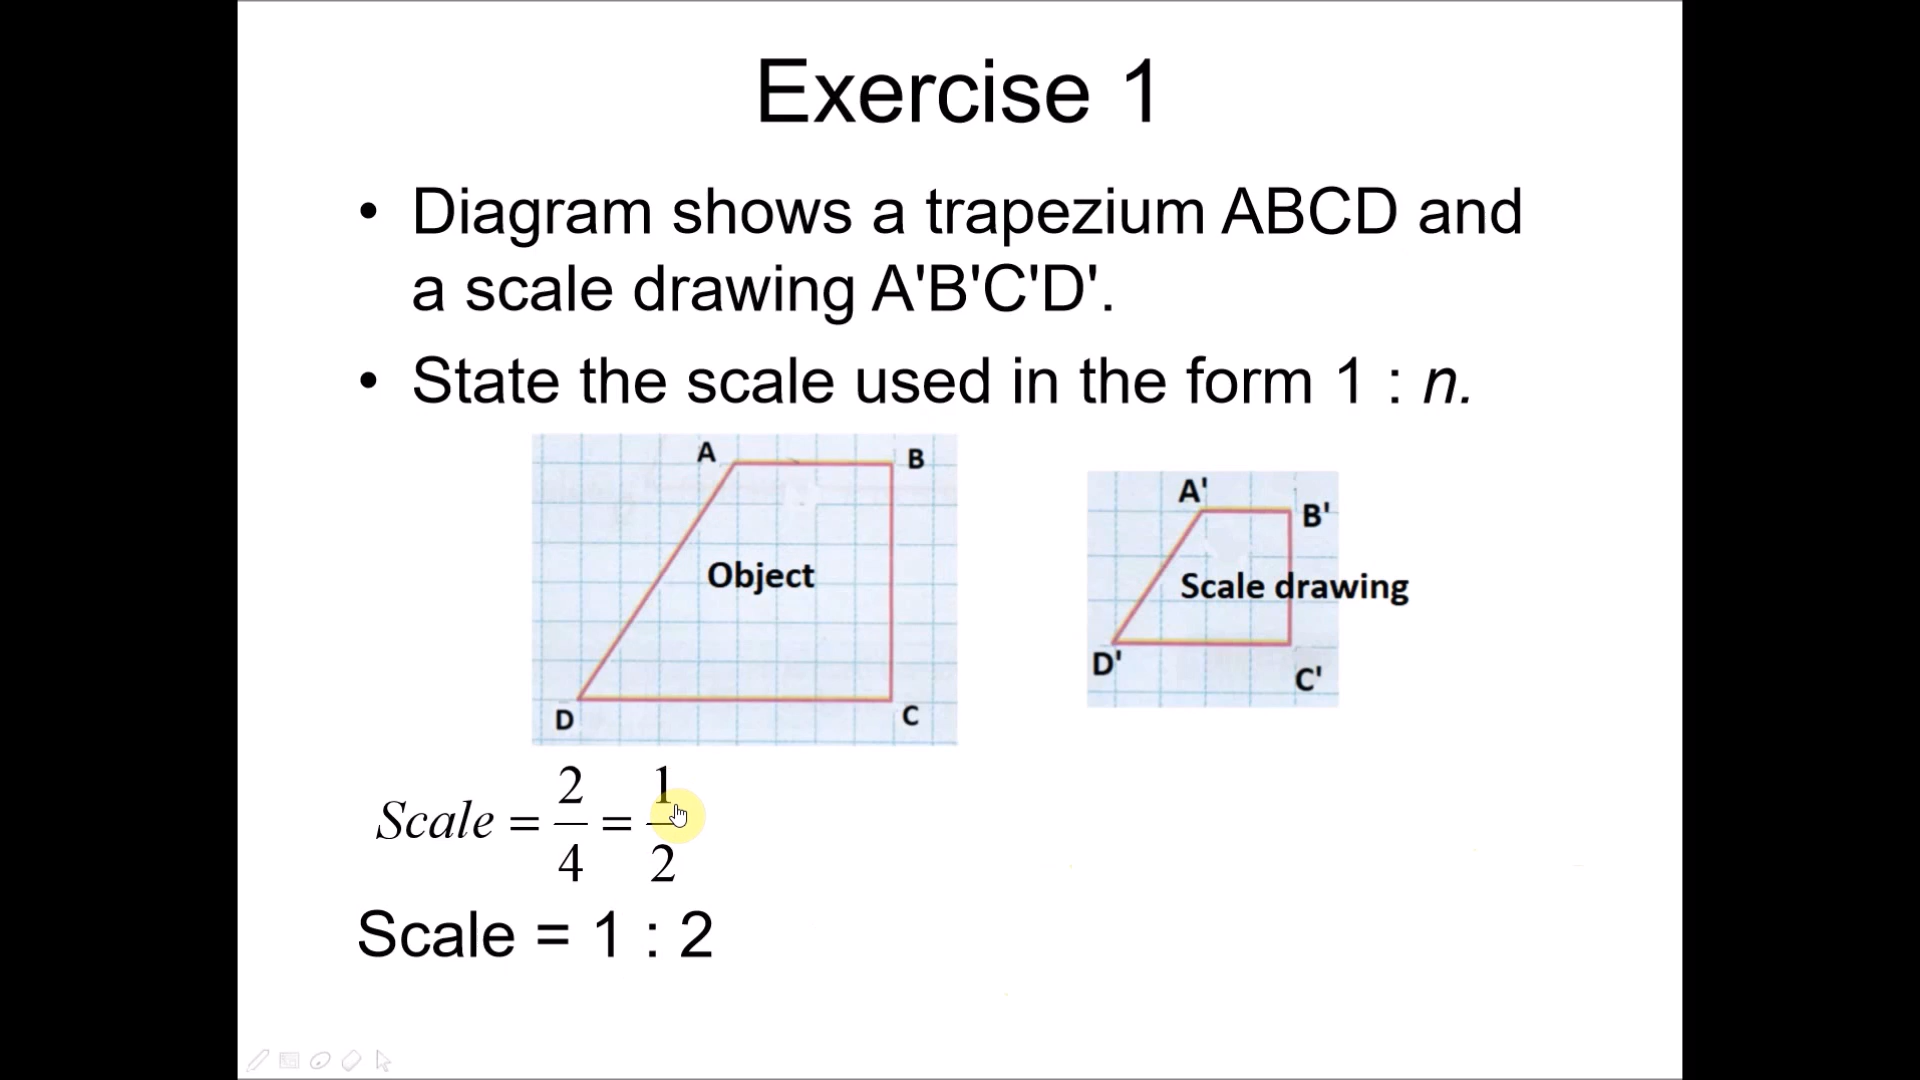 Exercise 1
• Diagram shows a trapezium ABCD and
a scale drawing A'B'C'D'.
• State the scale used in the form 1 : n.
A
B
Object
D
C
A'
B'
Scale drawing
D'
C'
Scale = 2/4 = 1/2
Scale = 1 : 2